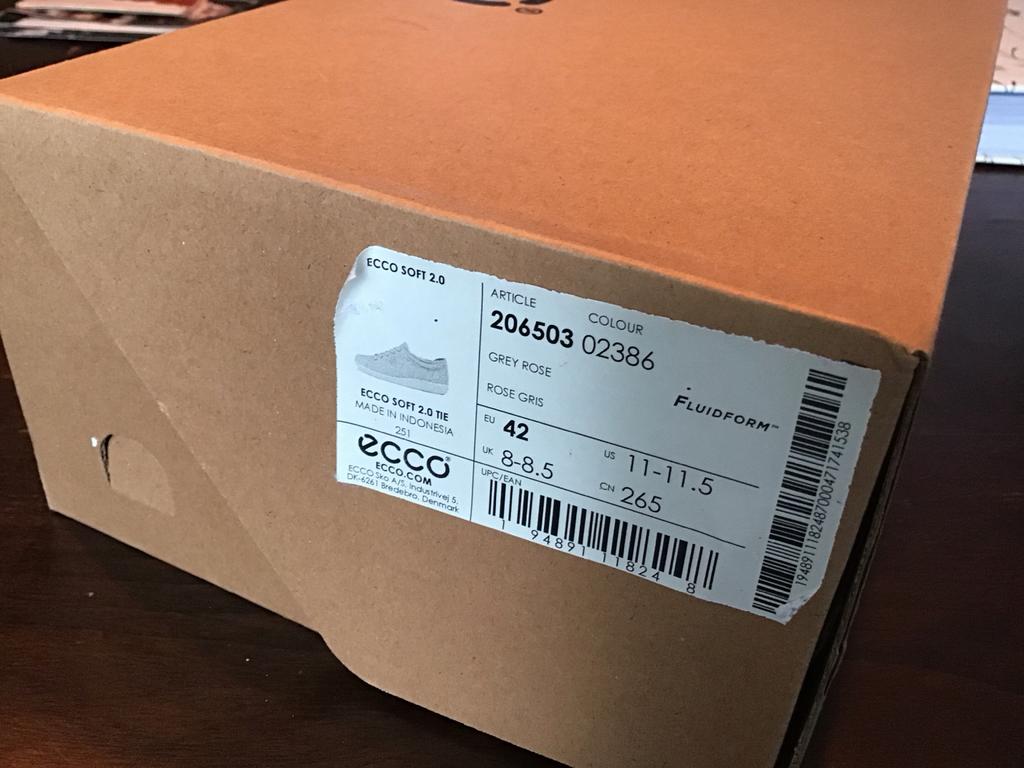 ECCO SOFT 2.0
ECCO SOFT 2.0 TIE
MADE IN INDONESIA
251
ecco®
ECCO.COM
ECCO Sko A/S, Industrivej 5,
DK-6261 Bredebro, Denmark
ARTICLE COLOUR
206503 02386
GREY ROSE
ROSE GRIS
FLUIDFORM™
EU 42 US 11-11.5
UK 8-8.5 CN 265
UPC/EAN
1 94891 11824 8